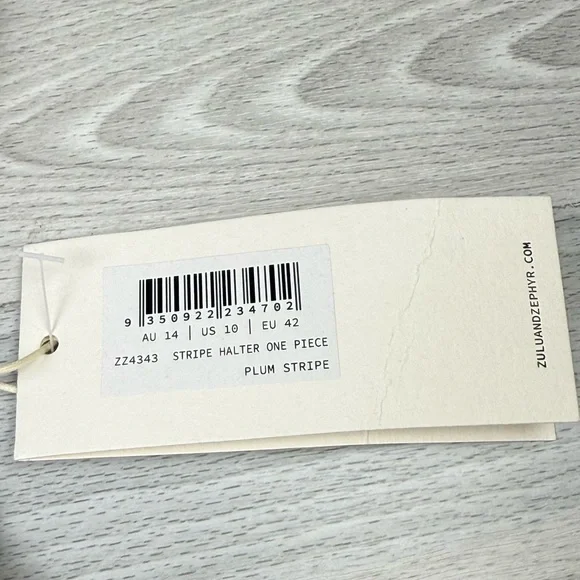 9 350922 234702
AU 14 | US 10 | EU 42
ZZ4343 STRIPE HALTER ONE PIECE
PLUM STRIPE
ZULUANDZEPHYR.COM